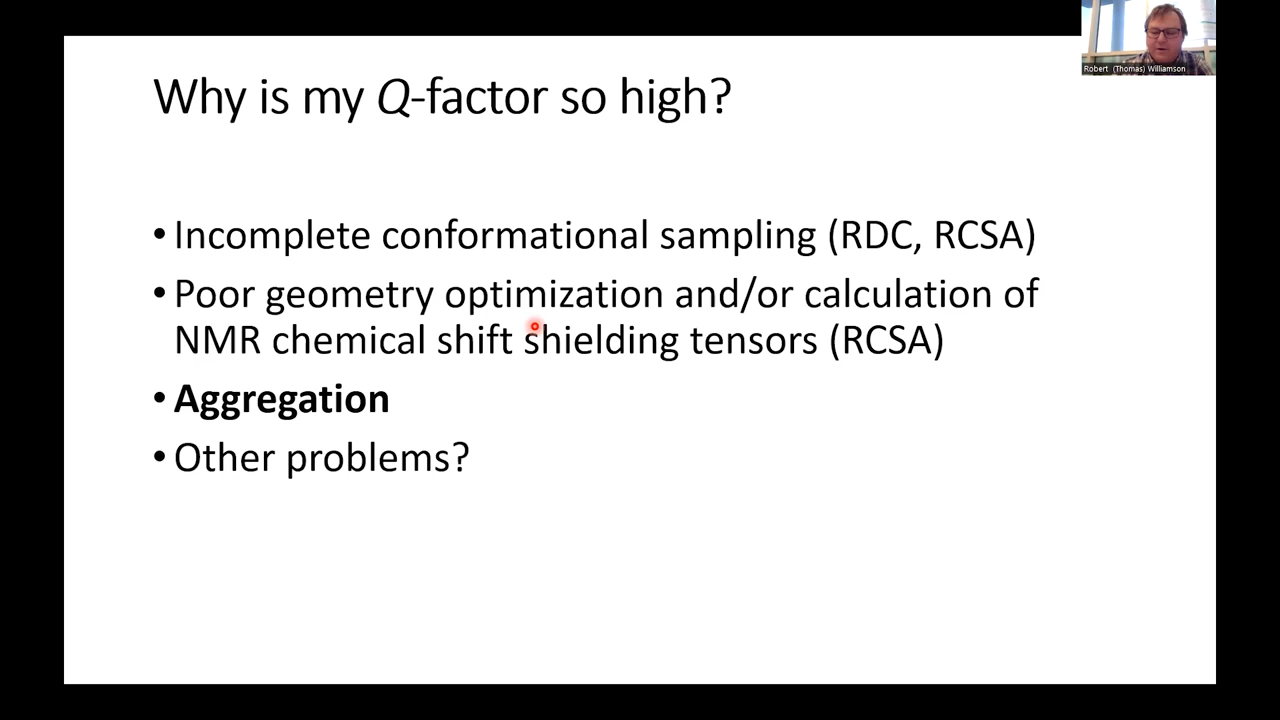 Robert (Thomas) Williamson
Why is my Q-factor so high?
• Incomplete conformational sampling (RDC, RCSA)
• Poor geometry optimization and/or calculation of
NMR chemical shift shielding tensors (RCSA)
• Aggregation
• Other problems?